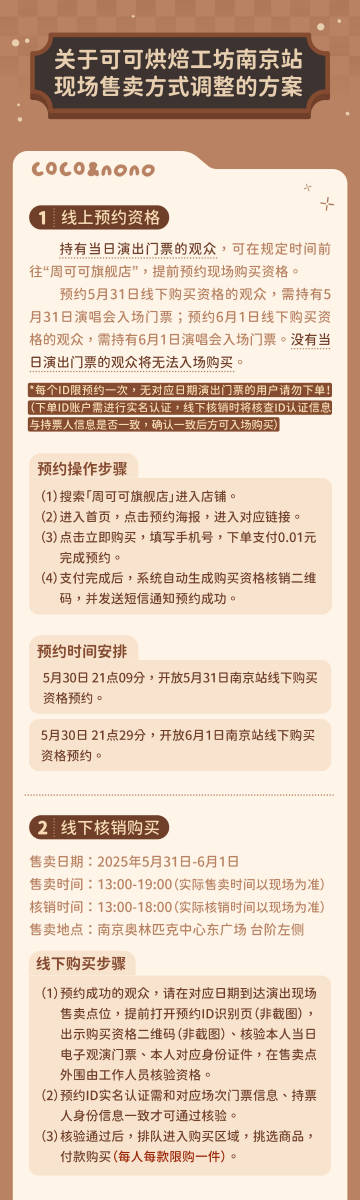 关于可可烘焙工坊南京站
现场售卖方式调整的方案
COCO&nono
1 线上预约资格
持有当日演出门票的观众，可在规定时间前
往“周可可旗舰店”，提前预约现场购买资格。
预约5月31日线下购买资格的观众，需持有5
月31日演唱会入场门票；预约6月1日线下购买资
格的观众，需持有6月1日演唱会入场门票。没有当
日演出门票的观众将无法入场购买。
*每个ID限预约一次，无对应日期演出门票的用户请勿下单！
（下单ID账户需进行实名认证，线下核销时将核查ID认证信息
与持票人信息是否一致，确认一致后方可入场购买）
预约操作步骤
（1）搜索「周可可旗舰店」进入店铺。
（2）进入首页，点击预约海报，进入对应链接。
（3）点击立即购买，填写手机号，下单支付0.01元
完成预约。
（4）支付完成后，系统自动生成购买资格核销二维
码，并发送短信通知预约成功。
预约时间安排
5月30日 21点09分，开放5月31日南京站线下购买
资格预约。
5月30日 21点29分，开放6月1日南京站线下购买
资格预约。
2 线下核销购买
售卖日期：2025年5月31日-6月1日
售卖时间：13:00-19:00（实际售卖时间以现场为准）
核销时间：13:00-18:00（实际核销时间以现场为准）
售卖地点：南京奥林匹克中心东广场 台阶左侧
线下购买步骤
（1）预约成功的观众，请在对应日期到达演出现场
售卖点位，提前打开预约ID识别页（非截图），
出示购买资格二维码（非截图）、核验本人当日
电子观演门票、本人对应身份证件，在售卖点
外围由工作人员核验资格。
（2）预约ID实名认证需和对应场次门票信息、持票
人身份信息一致才可通过核验。
（3）核验通过后，排队进入购买区域，挑选商品，
付款购买（每人每款限购一件）。